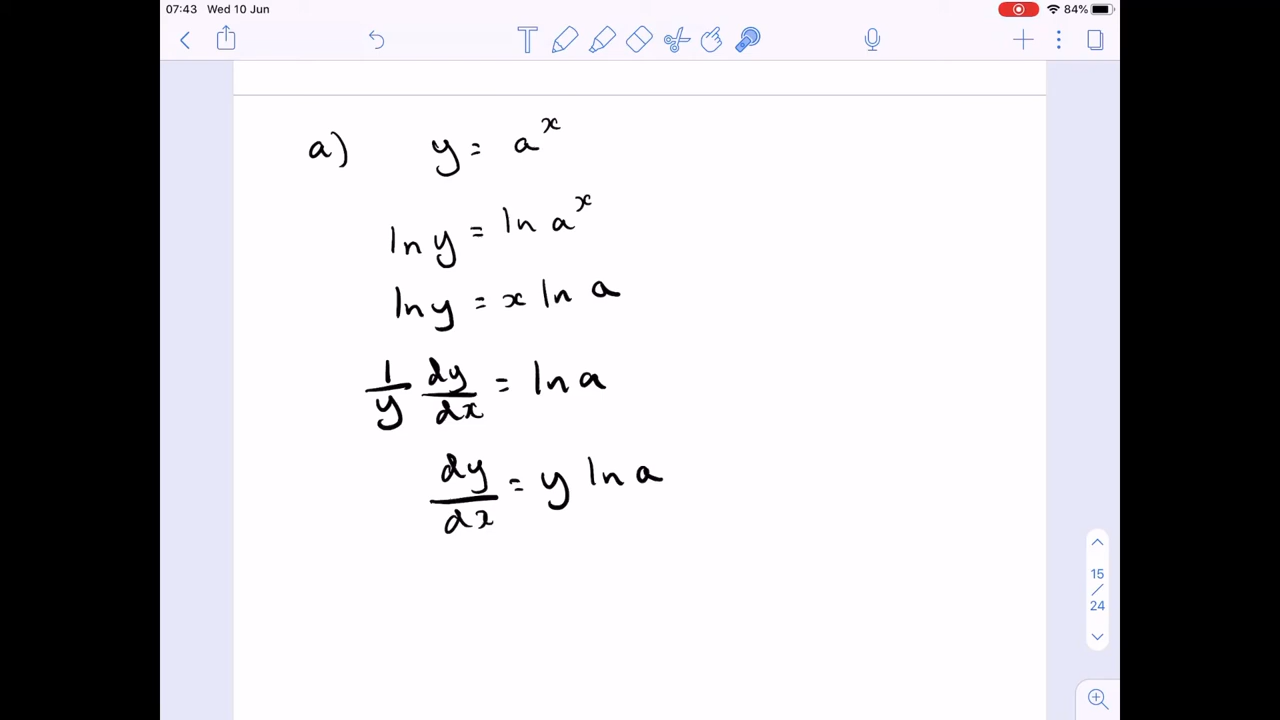 07:43 Wed 10 Jun 84%
T
a) y = a^x
ln y = ln a^x
ln y = x ln a
1/y dy/dx = ln a
dy/dx = y ln a
15
/
24